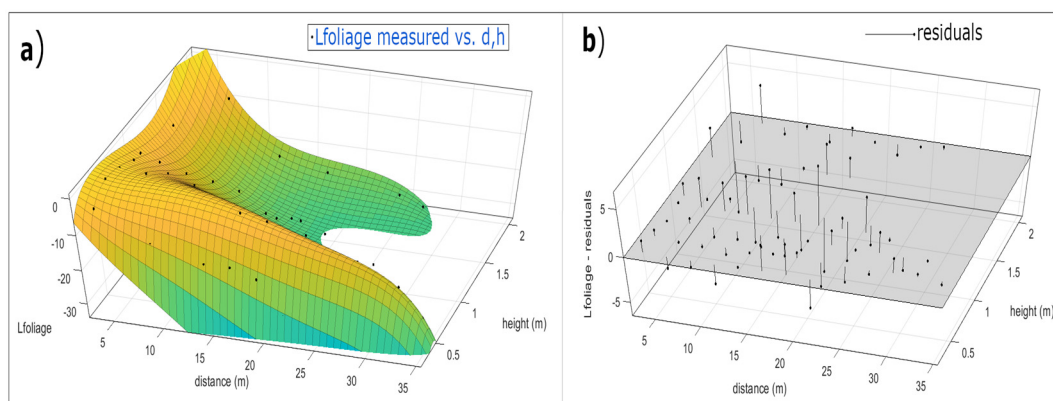 a)
·Lfoliage measured vs. d,h
0
-10
-20
-30
Lfoliage
5
10
15
20
25
30
35
distance (m)
0.5
1
1.5
2
height (m)
b)
residuals
5
0
-5
Lfoliage - residuals
5
10
15
20
25
30
35
distance (m)
0.5
1
1.5
2
height (m)